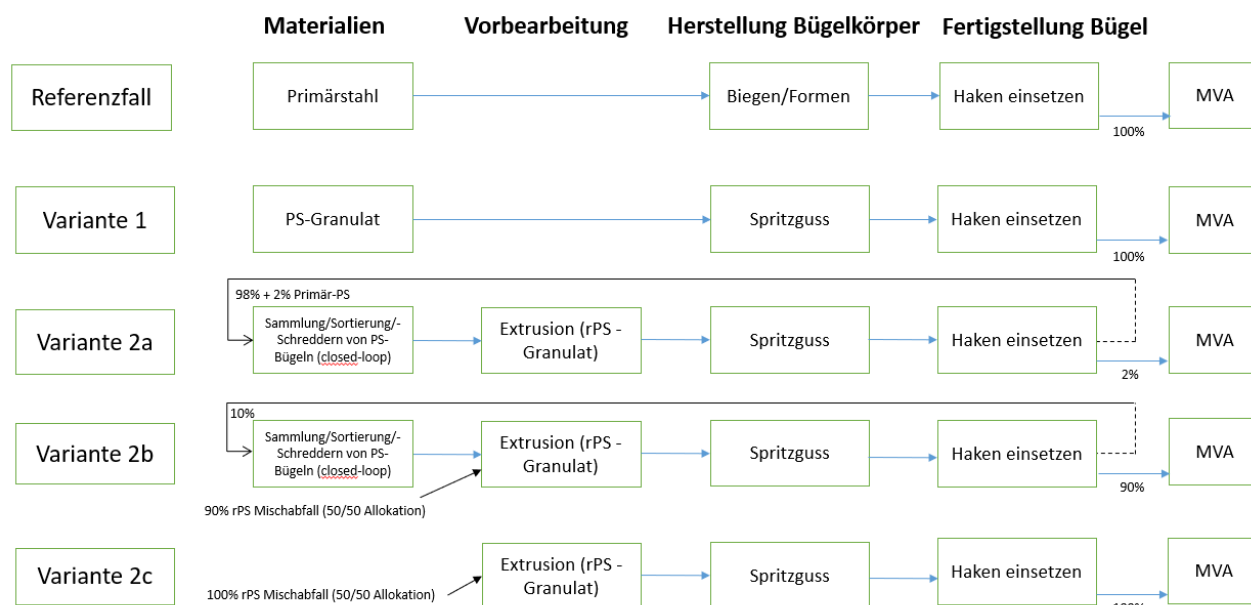 Materialien Vorbearbeitung Herstellung Bügelkörper Fertigstellung Bügel
Referenzfall
Primärstahl
Biegen/Formen
Haken einsetzen
100%
MVA
Variante 1
PS-Granulat
Spritzguss
Haken einsetzen
100%
MVA
Variante 2a
98% + 2% Primär-PS
Sammlung/Sortierung/-
Schreddern von PS-
Bügeln (closed-loop)
Extrusion (rPS -
Granulat)
Spritzguss
Haken einsetzen
2%
MVA
Variante 2b
10%
Sammlung/Sortierung/-
Schreddern von PS-
Bügeln (closed-loop)
90% rPS Mischabfall (50/50 Allokation)
Extrusion (rPS -
Granulat)
Spritzguss
Haken einsetzen
90%
MVA
Variante 2c
100% rPS Mischabfall (50/50 Allokation)
Extrusion (rPS -
Granulat)
Spritzguss
Haken einsetzen
MVA